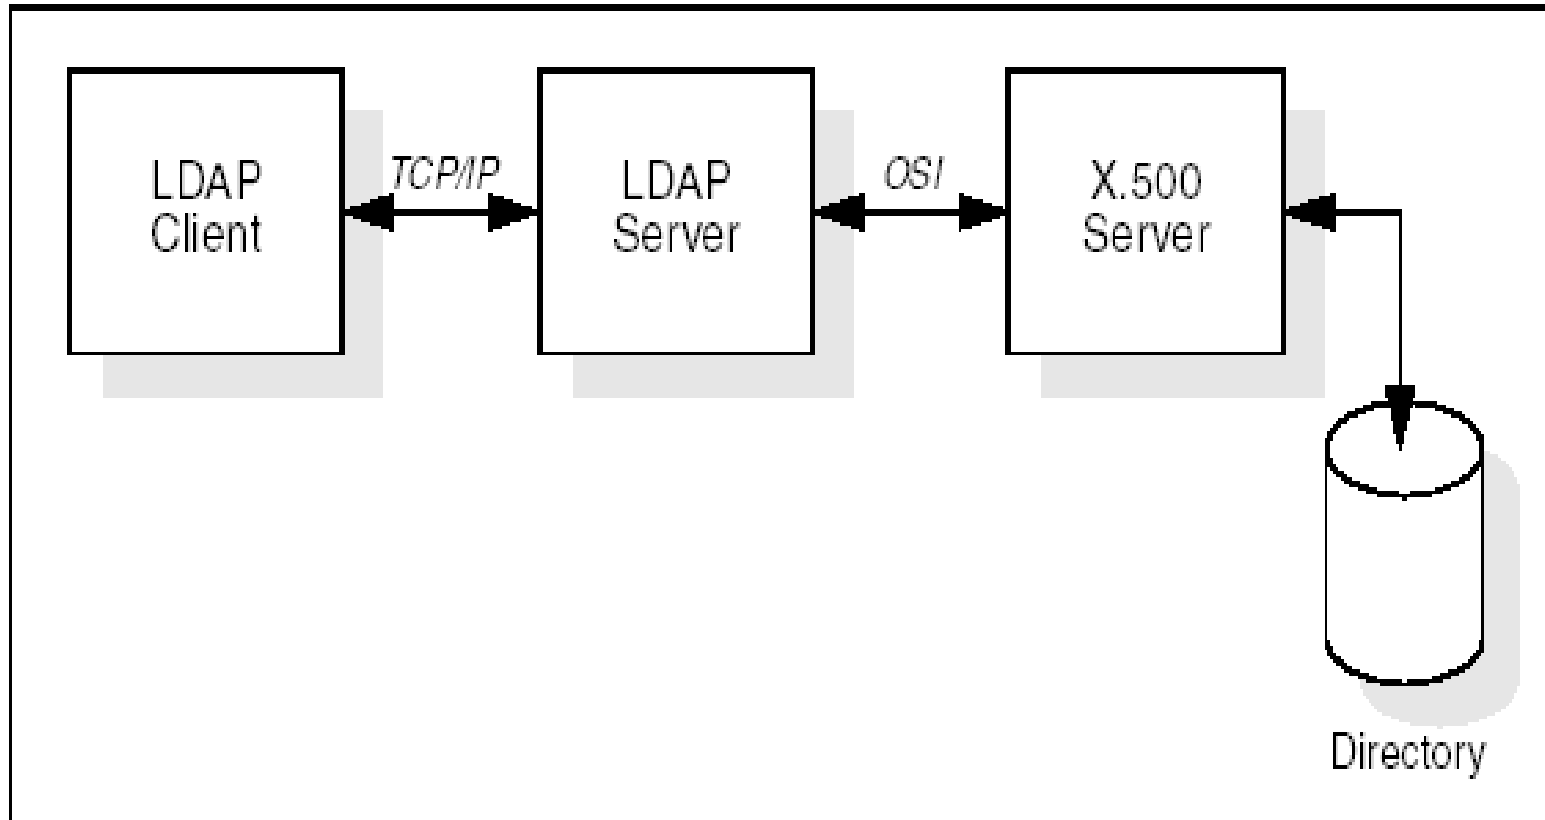 LDAP
Client
TCP/IP
LDAP
Server
OSI
X.500
Server
Directory